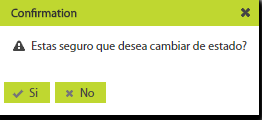 Confirmation
Estas seguro que desea cambiar de estado?
Si
No